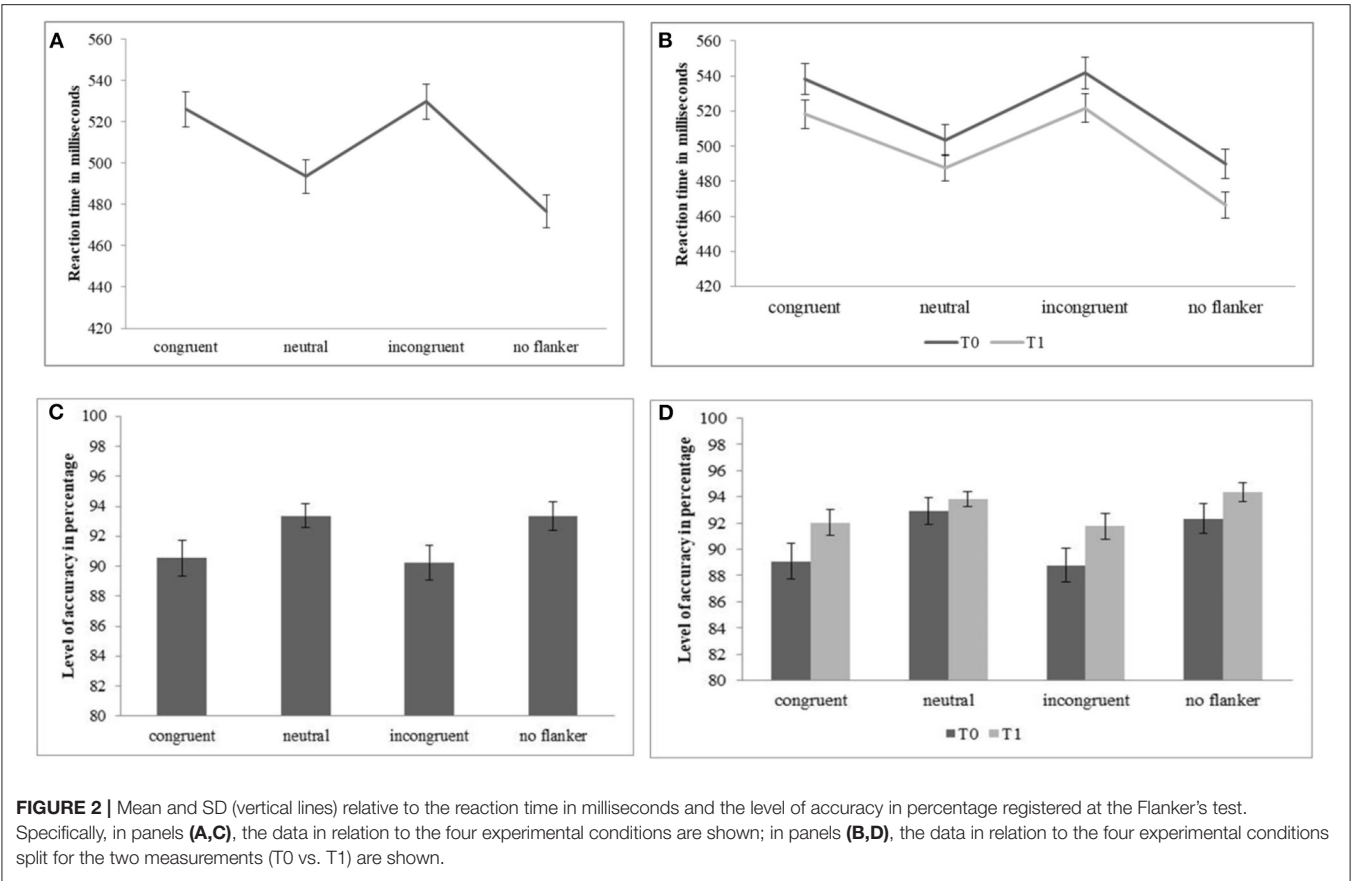 A
560
540
520
500
480
460
440
420
Reaction time in milliseconds
congruent neutral incongruent no flanker
B
560
540
520
500
480
460
440
420
Reaction time in milliseconds
congruent neutral incongruent no flanker
T0 T1
C
100
98
96
94
92
90
88
86
84
82
80
Level of accuracy in percentage
congruent neutral incongruent no flanker
D
100
98
96
94
92
90
88
86
84
82
80
Level of accuracy in percentage
congruent neutral incongruent no flanker
T0 T1
FIGURE 2 | Mean and SD (vertical lines) relative to the reaction time in milliseconds and the level of accuracy in percentage registered at the Flanker's test.
Specifically, in panels (A,C), the data in relation to the four experimental conditions are shown; in panels (B,D), the data in relation to the four experimental conditions
split for the two measurements (T0 vs. T1) are shown.